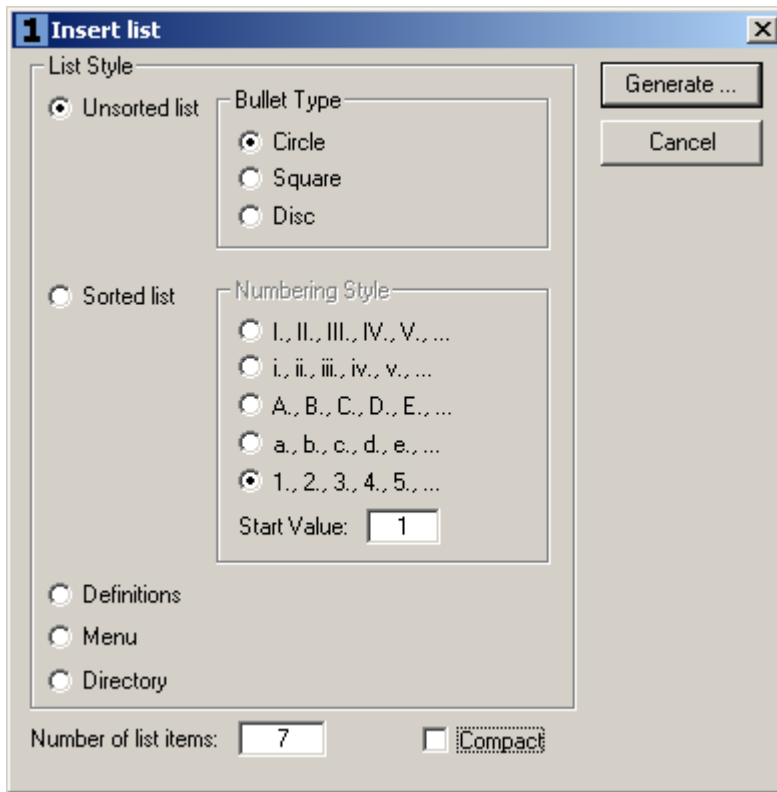 1 Insert list
List Style
Generate ...
Unsorted list
Bullet Type
Circle
Cancel
Square
Disc
Sorted list
Numbering Style
I., II., III., IV., V., ...
i., ii., iii., iv., v., ...
A., B., C., D., E., ...
a., b., c., d., e., ...
1., 2., 3., 4., 5., ...
Start Value: 1
Definitions
Menu
Directory
Number of list items: 7 Compact